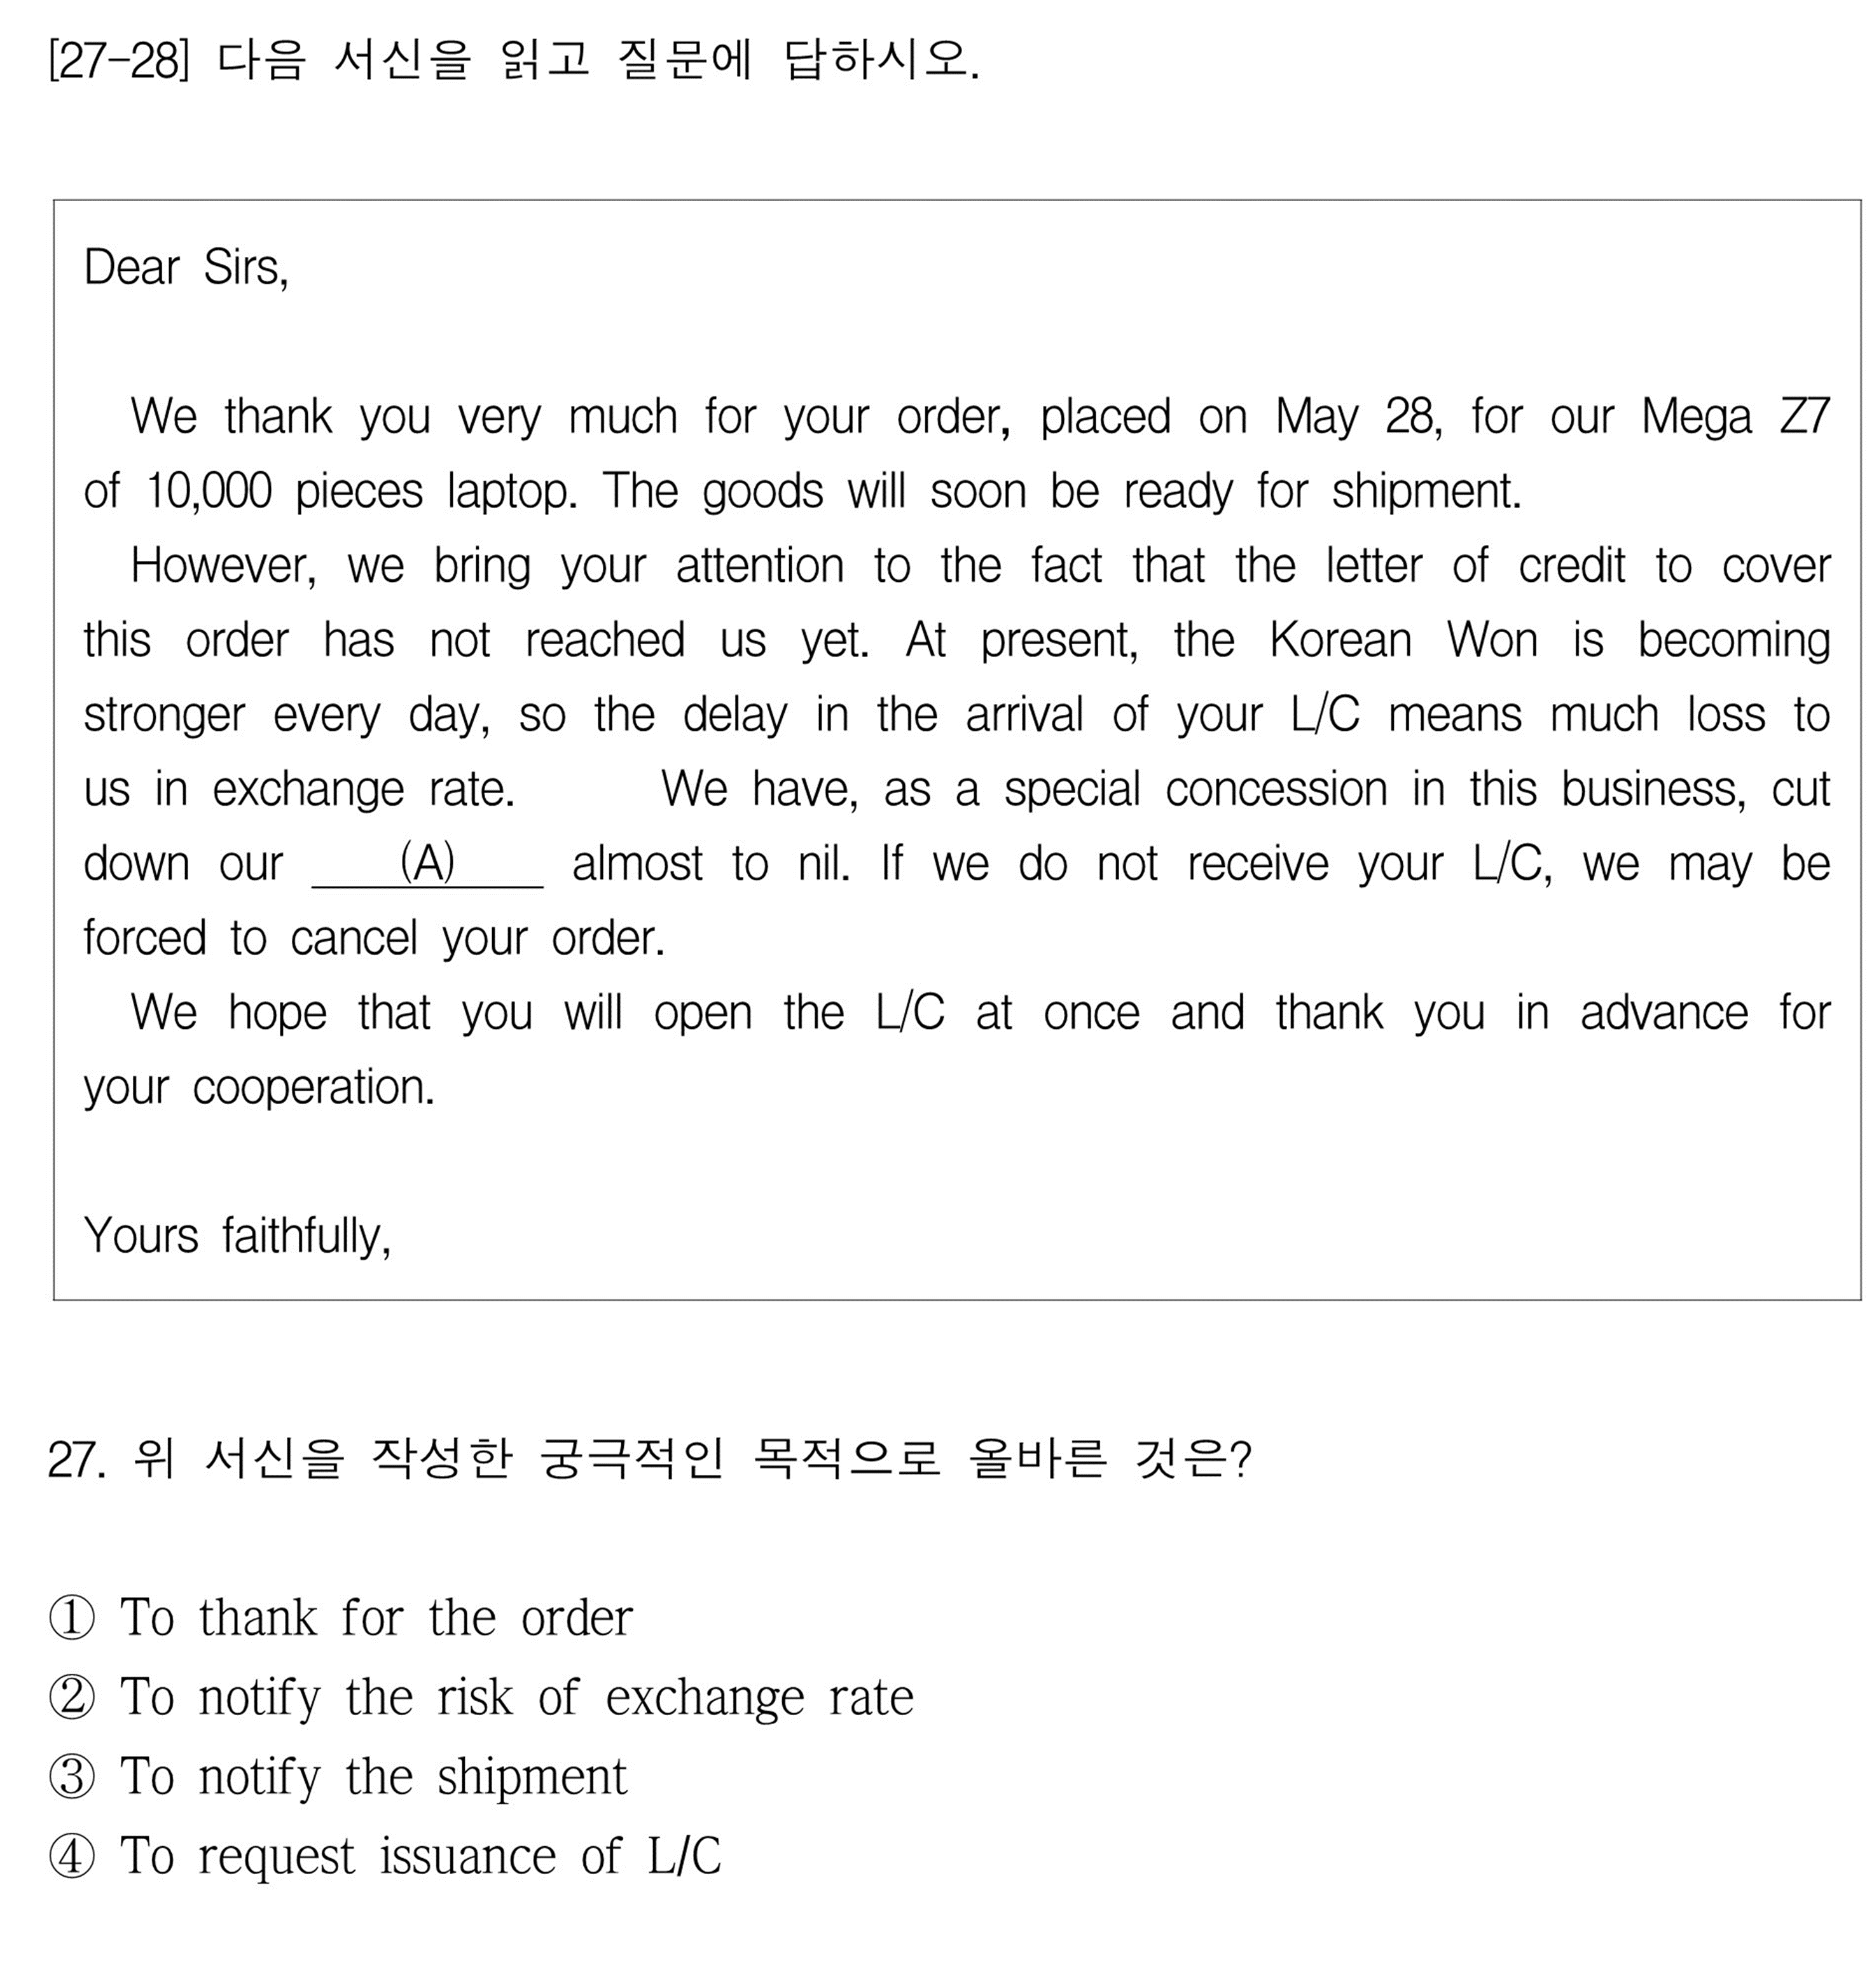 [27-28] 다음 서신을 읽고 질문에 답하시오.
Dear Sirs,
We thank you very much for your order, placed on May 28, for our Mega Z7
of 10,000 pieces laptop. The goods will soon be ready for shipment.
However, we bring your attention to the fact that the letter of credit to cover
this order has not reached us yet. At present, the Korean Won is becoming
stronger every day, so the delay in the arrival of your L/C means much loss to
us in exchange rate. We have, as a special concession in this business, cut
down our (A) almost to nil. If we do not receive your L/C, we may be
forced to cancel your order.
We hope that you will open the L/C at once and thank you in advance for
your cooperation.
Yours faithfully,
27. 위 서신을 작성한 궁극적인 목적으로 올바른 것은?
① To thank for the order
② To notify the risk of exchange rate
③ To notify the shipment
④ To request issuance of L/C